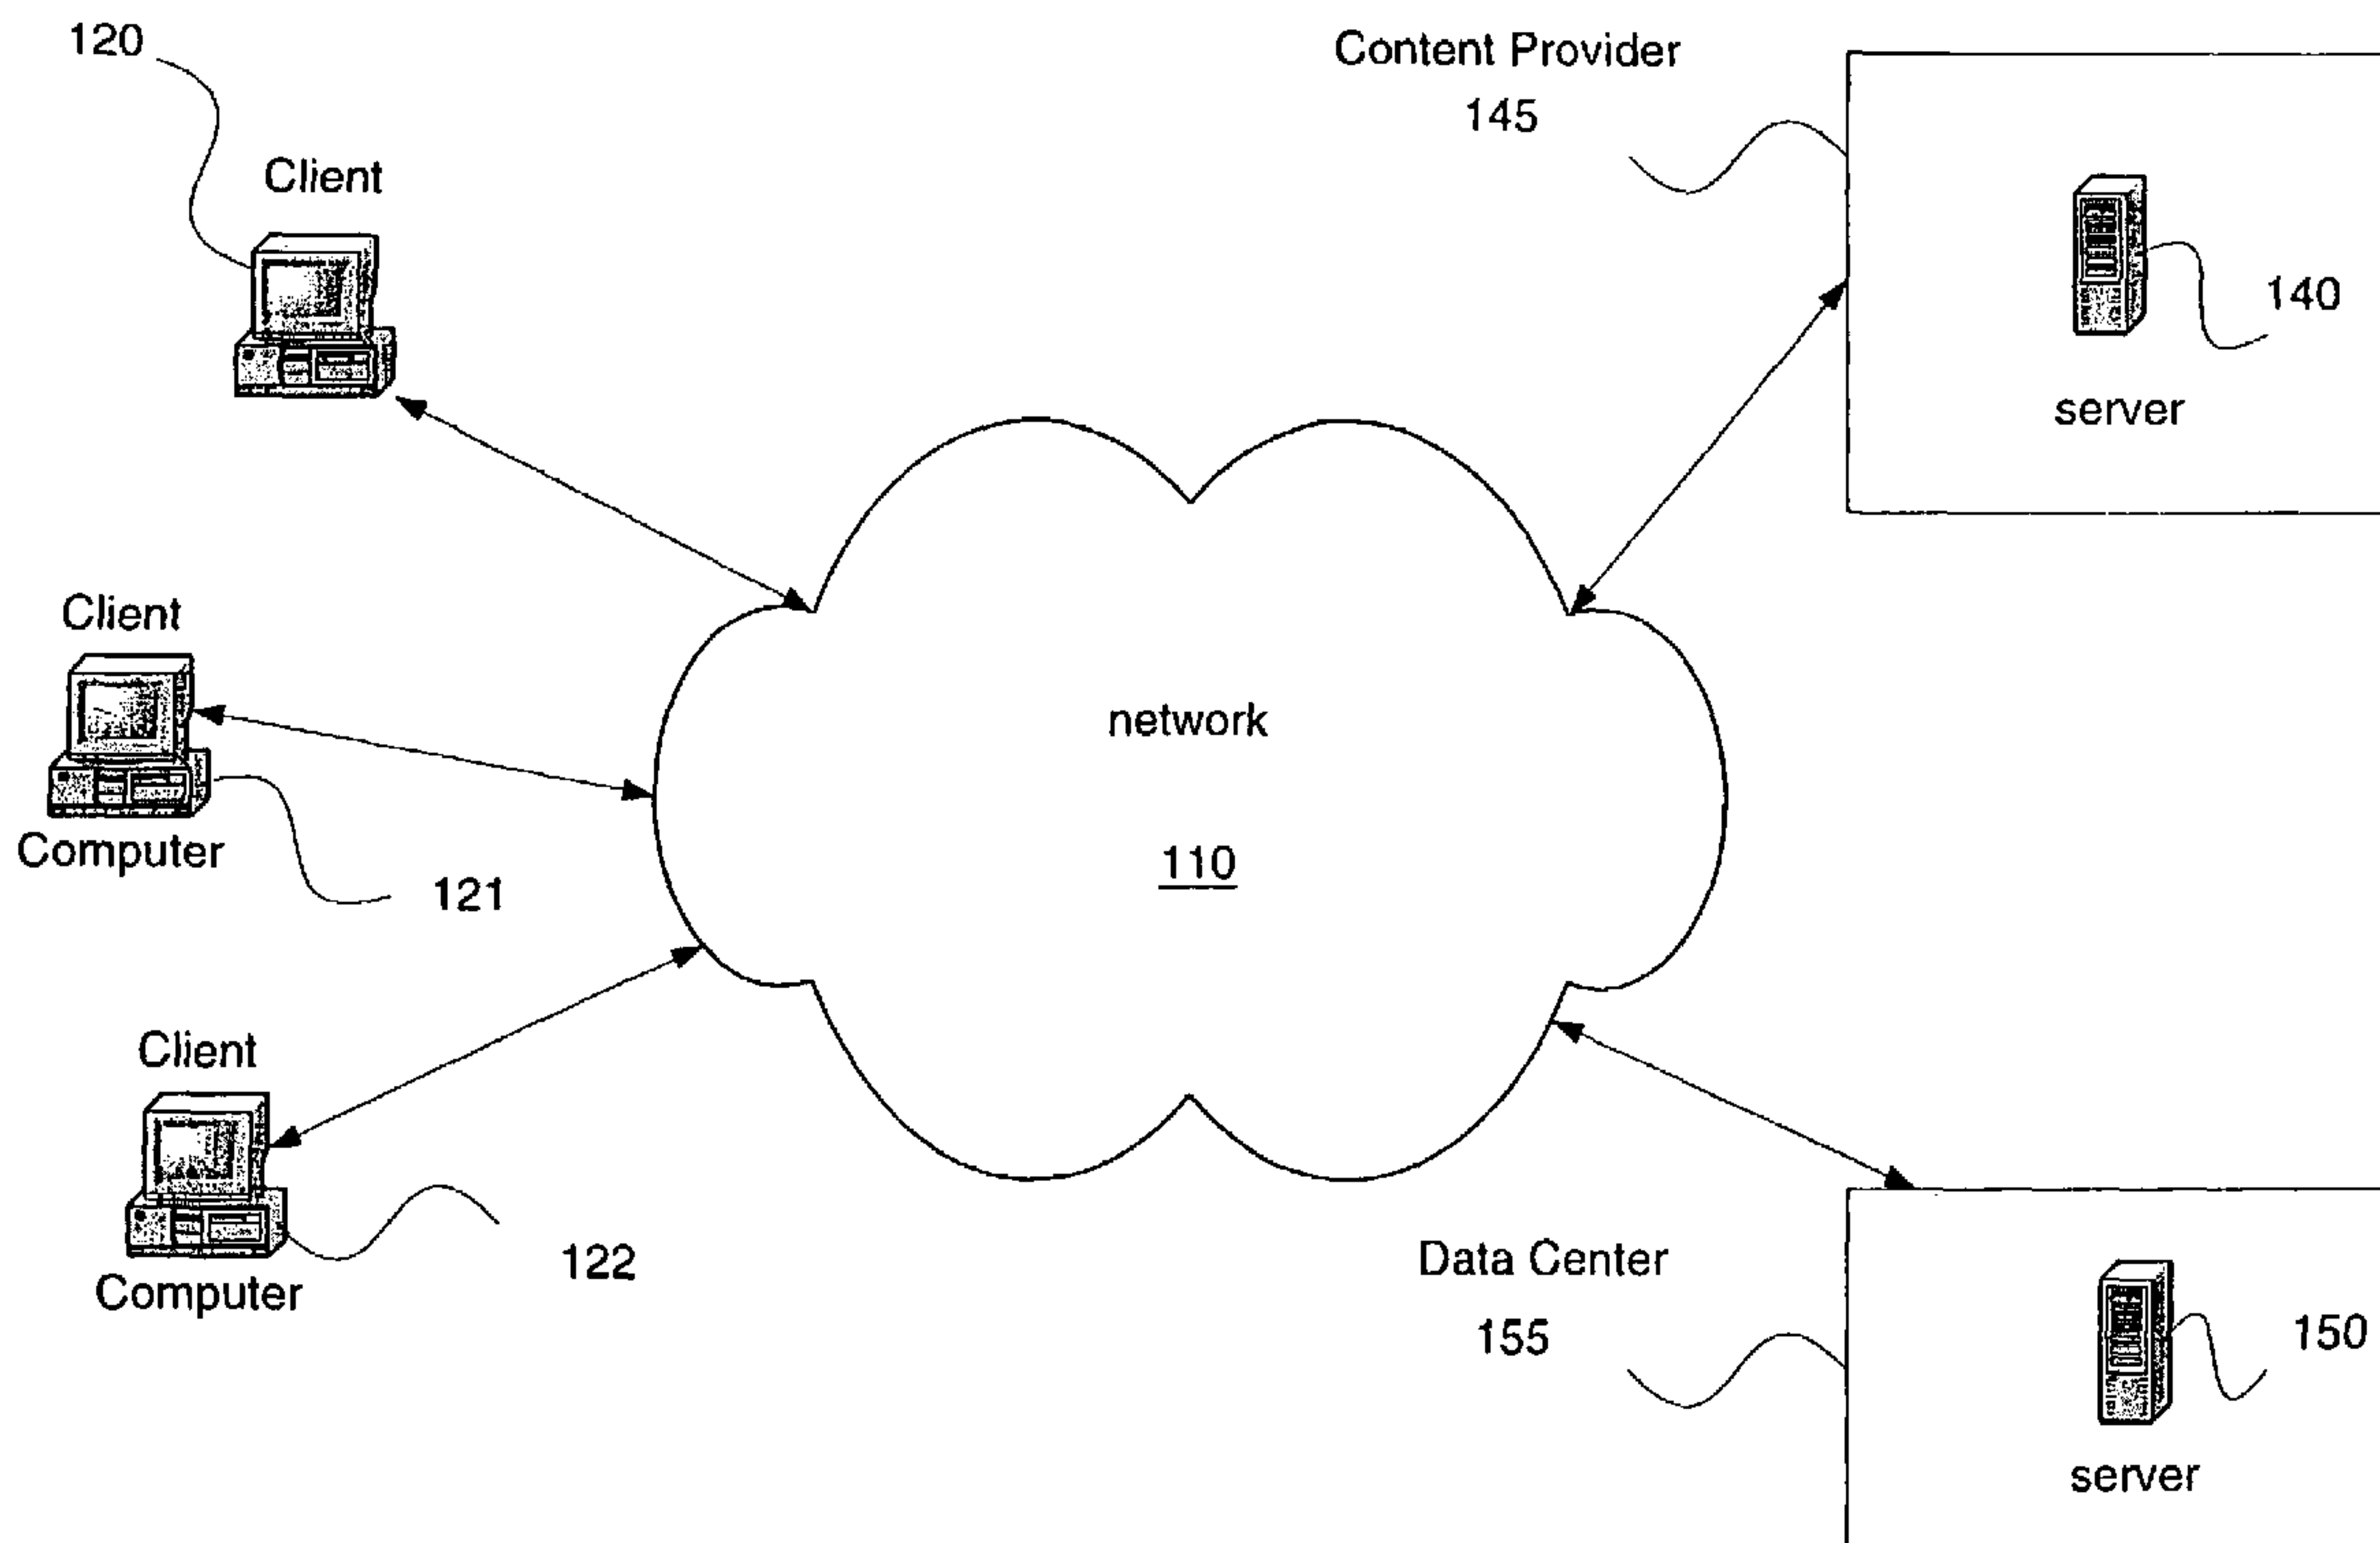 120
Client
Client
Computer
121
Client
Computer
122
network
110
Content Provider
145
140
server
Data Center
155
150
server